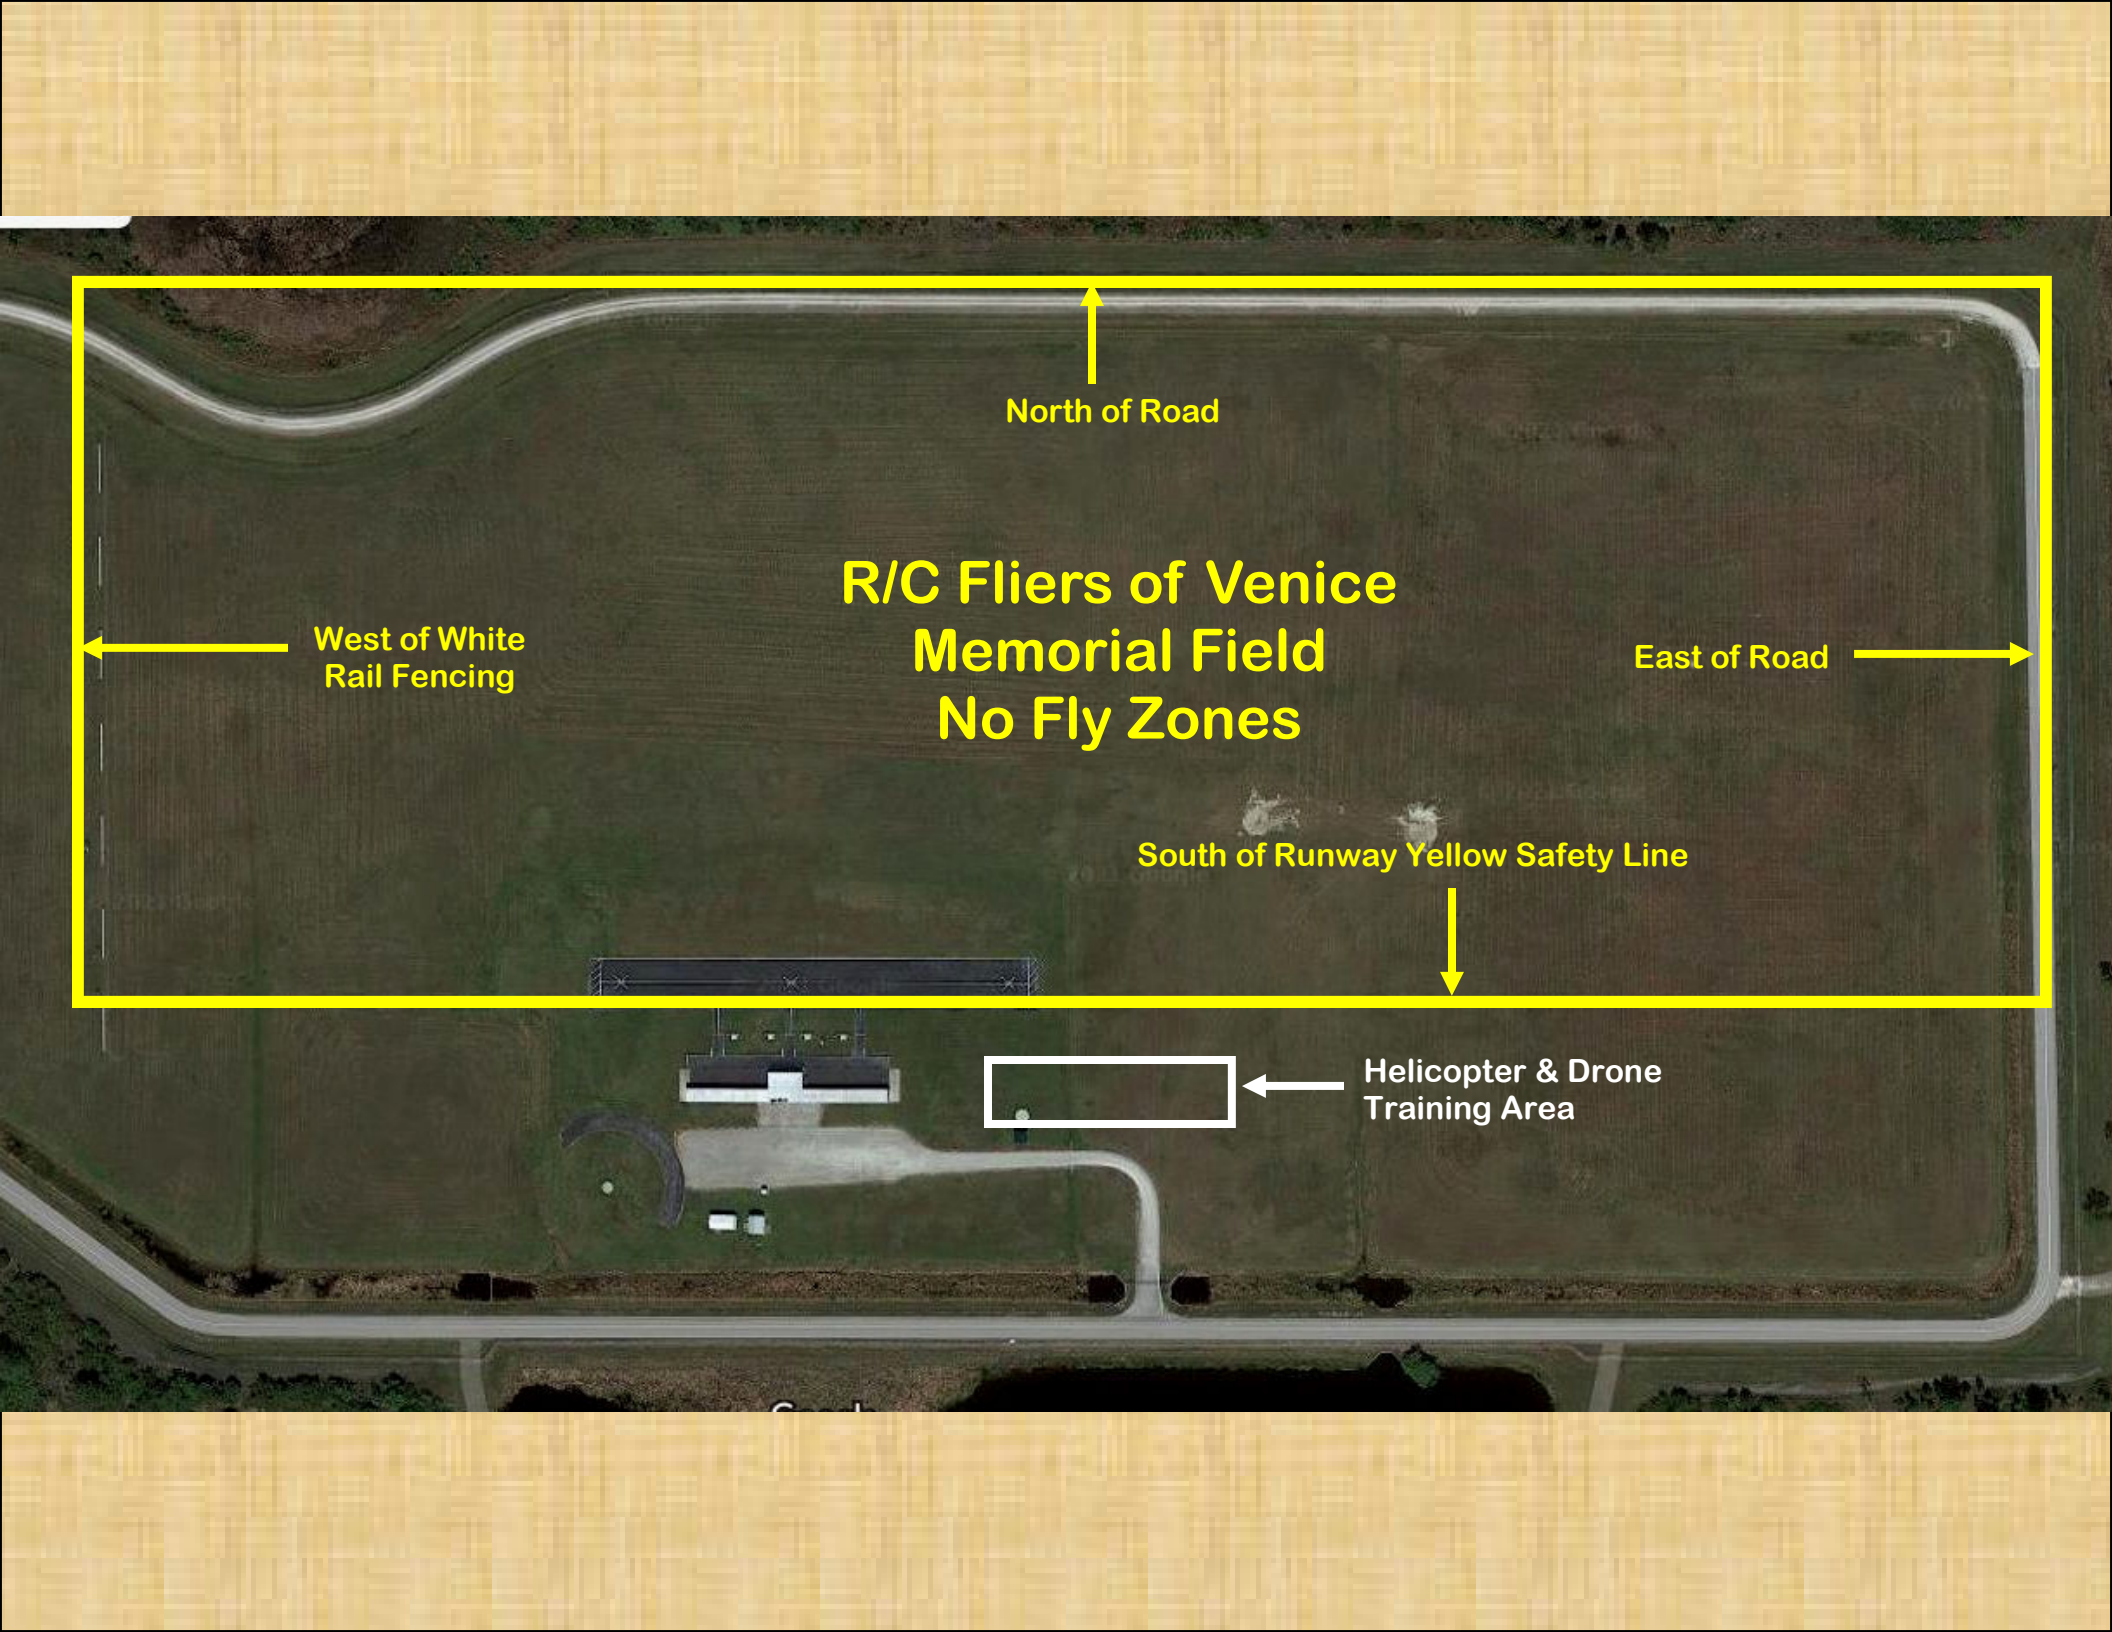 North of Road
R/C Fliers of Venice
Memorial Field
No Fly Zones
West of White
Rail Fencing
East of Road
South of Runway Yellow Safety Line
Helicopter & Drone
Training Area